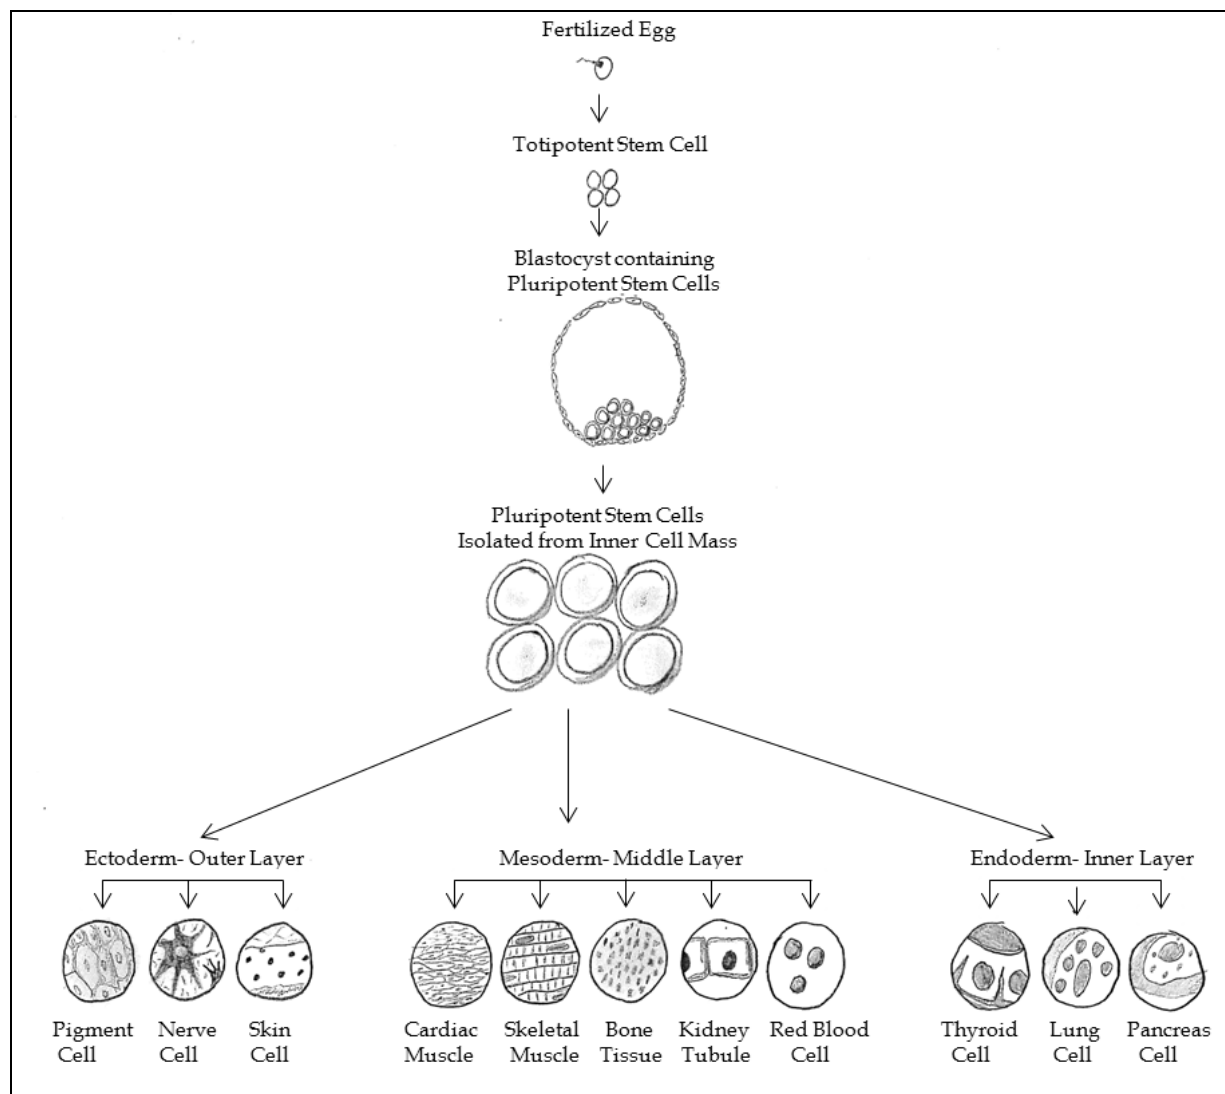 Fertilized Egg
Totipotent Stem Cell
Blastocyst containing
Pluripotent Stem Cells
Pluripotent Stem Cells
Isolated from Inner Cell Mass
Ectoderm- Outer Layer
Mesoderm- Middle Layer
Endoderm- Inner Layer
Pigment
Cell
Nerve
Cell
Skin
Cell
Cardiac
Muscle
Skeletal
Muscle
Bone
Tissue
Kidney
Tubule
Red Blood
Cell
Thyroid
Cell
Lung
Cell
Pancreas
Cell